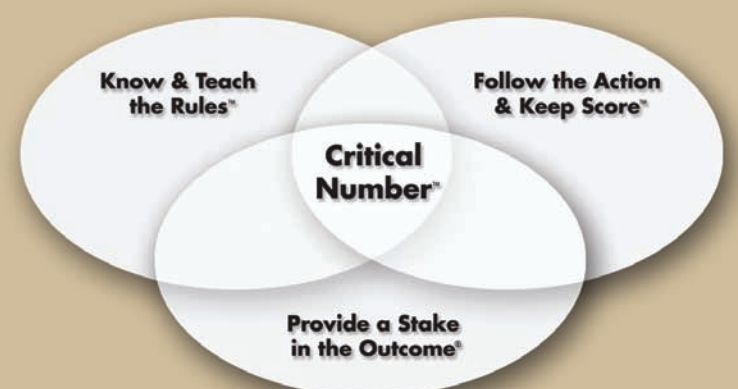 Know & Teach
the Rules™
Follow the Action
& Keep Score™
Critical
Number™
Provide a Stake
in the Outcome®